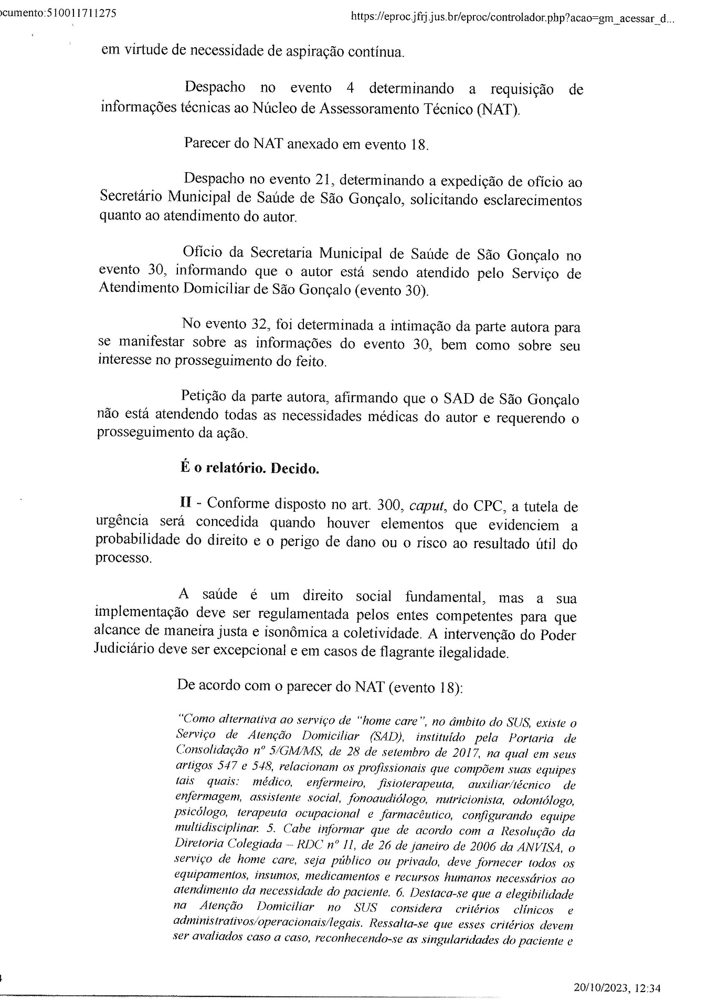 ocumento:510011711275
https://eproc.jfrj.jus.br/eproc/controlador.php?acao=gm_acessar_d...
em virtude de necessidade de aspiração contínua.
Despacho no evento 4 determinando a requisição de
informações técnicas ao Núcleo de Assessoramento Técnico (NAT).
Parecer do NAT anexado em evento 18.
Despacho no evento 21, determinando a expedição de ofício ao
Secretário Municipal de Saúde de São Gonçalo, solicitando esclarecimentos
quanto ao atendimento do autor.
Ofício da Secretaria Municipal de Saúde de São Gonçalo no
evento 30, informando que o autor está sendo atendido pelo Serviço de
Atendimento Domiciliar de São Gonçalo (evento 30).
No evento 32, foi determinada a intimação da parte autora para
se manifestar sobre as informações do evento 30, bem como sobre seu
interesse no prosseguimento do feito.
Petição da parte autora, afirmando que o SAD de São Gonçalo
não está atendendo todas as necessidades médicas do autor e requerendo o
prosseguimento da ação.
É o relatório. Decido.
II - Conforme disposto no art. 300, caput, do CPC, a tutela de
urgência será concedida quando houver elementos que evidenciem a
probabilidade do direito e o perigo de dano ou o risco ao resultado útil do
processo.
A saúde é um direito social fundamental, mas a sua
implementação deve ser regulamentada pelos entes competentes para que
alcance de maneira justa e isonômica a coletividade. A intervenção do Poder
Judiciário deve ser excepcional e em casos de flagrante ilegalidade.
De acordo com o parecer do NAT (evento 18):
"Como alternativa ao serviço de "home care", no âmbito do SUS, existe o
Serviço de Atenção Domiciliar (SAD), instituído pela Portaria de
Consolidação nº 5/GM/MS, de 28 de setembro de 2017, na qual em seus
artigos 547 e 548, relacionam os profissionais que compõem suas equipes
tais quais: médico, enfermeiro, fisioterapeuta, auxiliar/técnico de
enfermagem, assistente social, fonoaudiólogo, nutricionista, odontólogo,
psicólogo, terapeuta ocupacional e farmacêutico, configurando equipe
multidisciplinar. 5. Cabe informar que de acordo com a Resolução da
Diretoria Colegiada – RDC nº 11, de 26 de janeiro de 2006 da ANVISA, o
serviço de home care, seja público ou privado, deve fornecer todos os
equipamentos, insumos, medicamentos e recursos humanos necessários ao
atendimento da necessidade do paciente. 6. Destaca-se que a elegibilidade
na Atenção Domiciliar no SUS considera critérios clínicos e
administrativos/operacionais/legais. Ressalta-se que esses critérios devem
ser avaliados caso a caso, reconhecendo-se as singularidades do paciente e
20/10/2023, 12:34